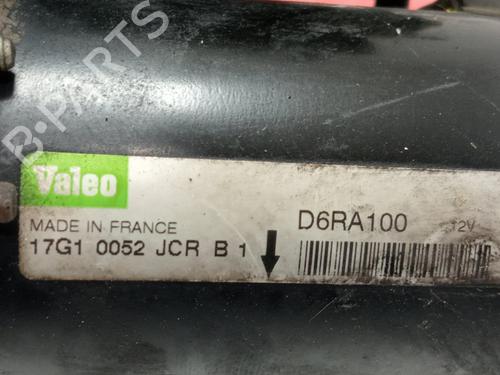 B-PARTS
Valeo
MADE IN FRANCE
D6RA100 12V
17G1 0052 JCR B 1